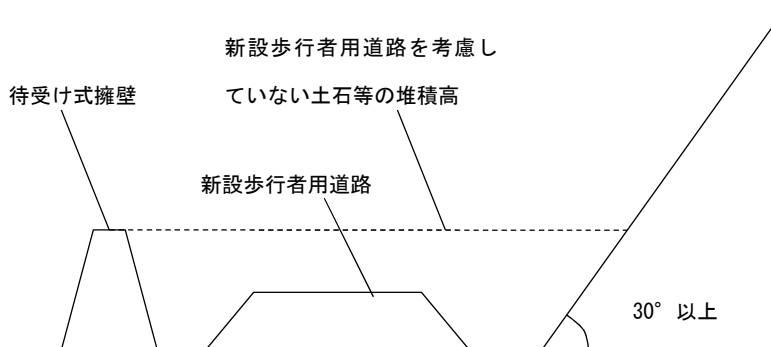 新設歩行者用道路を考慮し
待受け式擁壁
ていない土石等の堆積高
新設歩行者用道路
30°以上